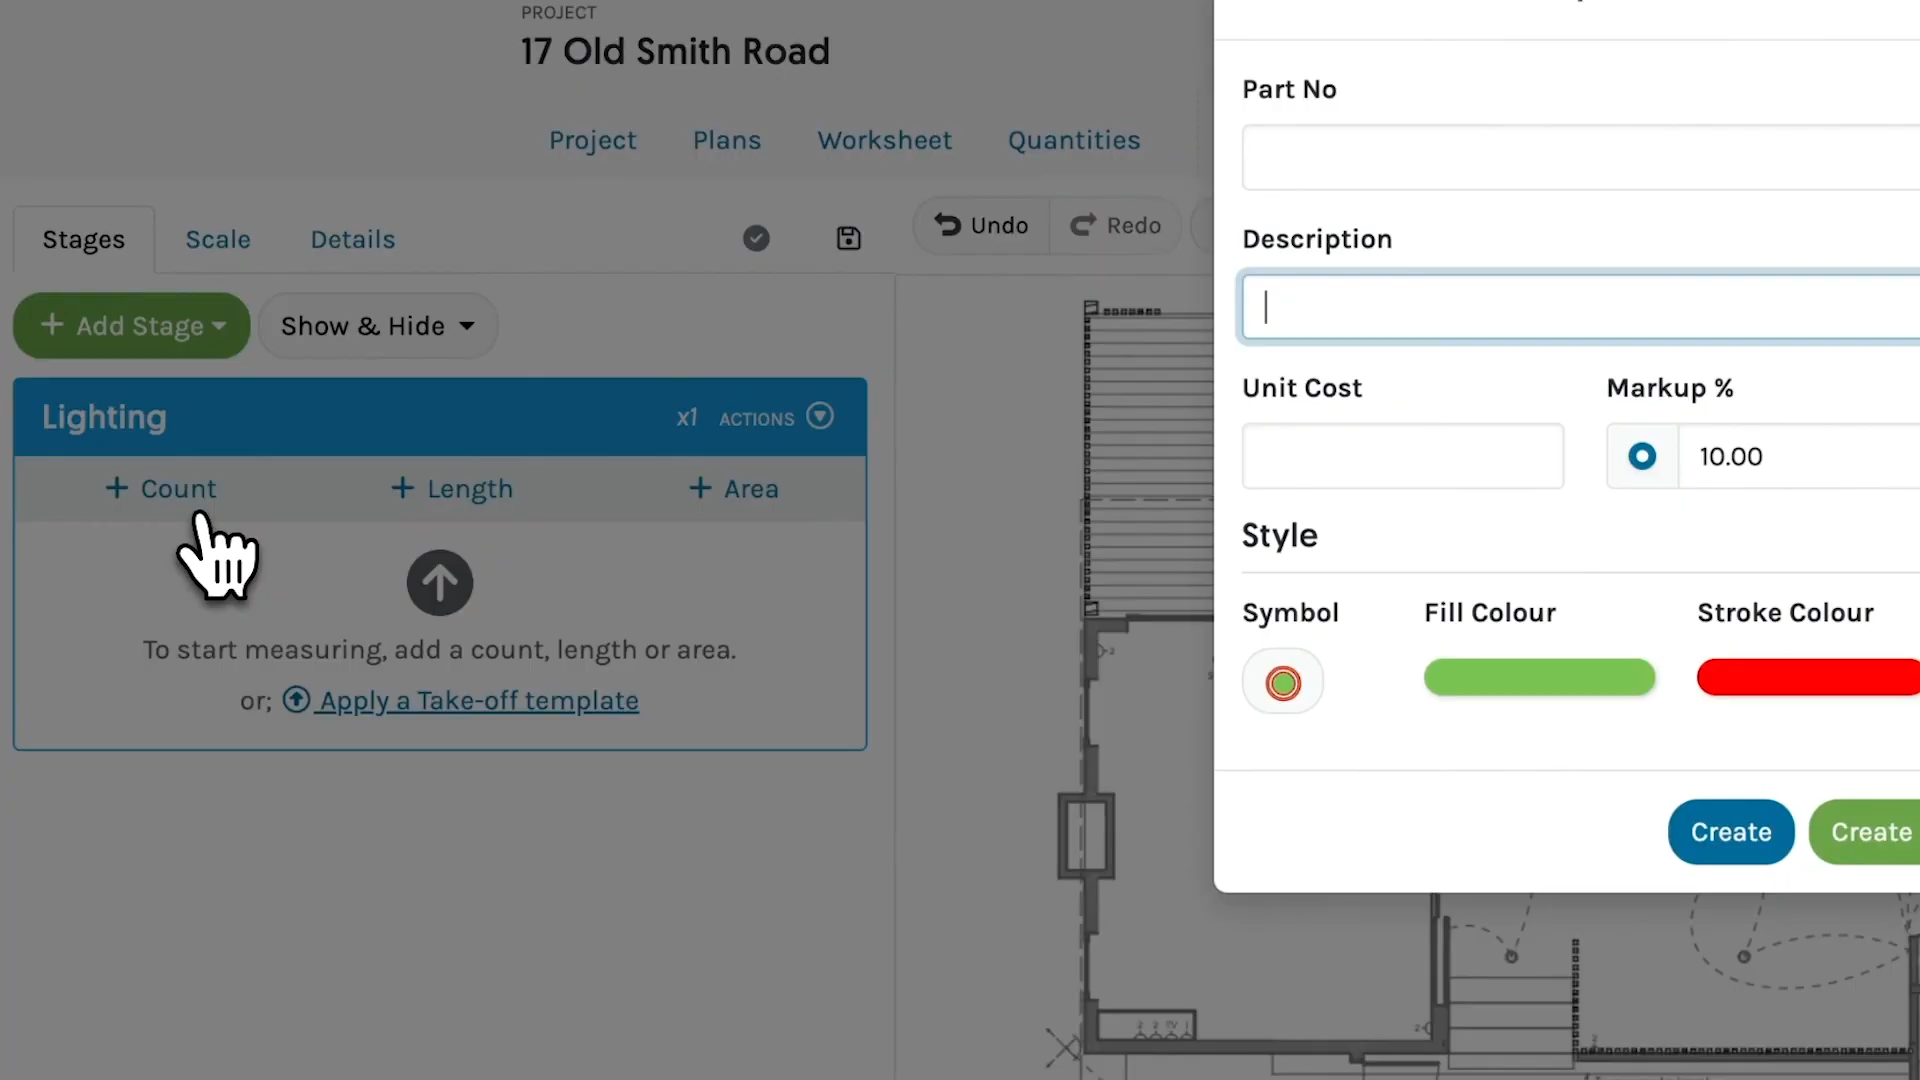 PROJECT
17 Old Smith Road
Project Plans Worksheet Quantities
Stages Scale Details
Undo Redo
+ Add Stage
Show & Hide
Lighting x1 ACTIONS
+ Count + Length + Area
To start measuring, add a count, length or area.
or; Apply a Take-off template
Part No
Description
Unit Cost Markup %
10.00
Style
Symbol Fill Colour Stroke Colour
Create Create